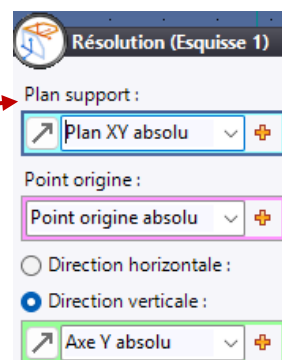 Résolution (Esquisse 1)
Plan support :
Plan XY absolu
Point origine :
Point origine absolu
Direction horizontale :
Direction verticale :
Axe Y absolu